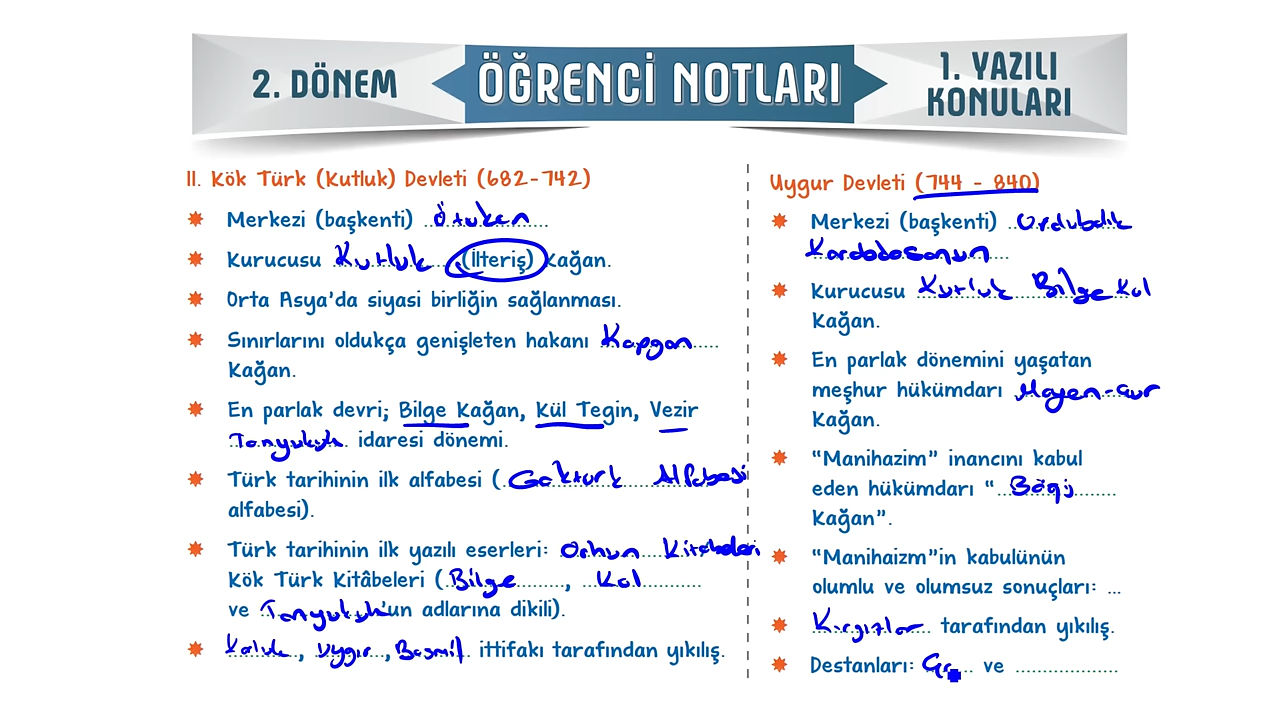 2. DÖNEM
ÖĞRENCİ NOTLARI
1. YAZILI
KONULARI
II. Kök Türk (Kutluk) Devleti (682-742)
Merkezi (başkenti) Ötüken
Kurucusu Kutluk (İlteriş) Kağan.
Orta Asya'da siyasi birliğin sağlanması.
Sınırlarını oldukça genişleten hakanı Kapgan
Kağan.
En parlak devri; Bilge Kağan, Kül Tegin, Vezir
Tonyukuk idaresi dönemi.
Türk tarihinin ilk alfabesi (Göktürk Alfabesi
alfabesi).
Türk tarihinin ilk yazılı eserleri: Orhun Kitabeleri
Kök Türk Kitâbeleri (Bilge, Kol
ve Tonyukuk'un adlarına dikili).
Karluk, Uygur, Basmil ittifakı tarafından yıkılış.
Uygur Devleti (744 - 840)
Merkezi (başkenti) Ordubalık
Kurucusu Kutluk Bilge Kol
Kağan.
En parlak dönemini yaşatan
meşhur hükümdarı Moyen-çur
Kağan.
"Manihazim" inancını kabul
eden hükümdarı "Bögü
Kağan".
"Manihaizm"in kabulünün
olumlu ve olumsuz sonuçları: ...
Kırgızlar tarafından yıkılış.
Destanları: ve